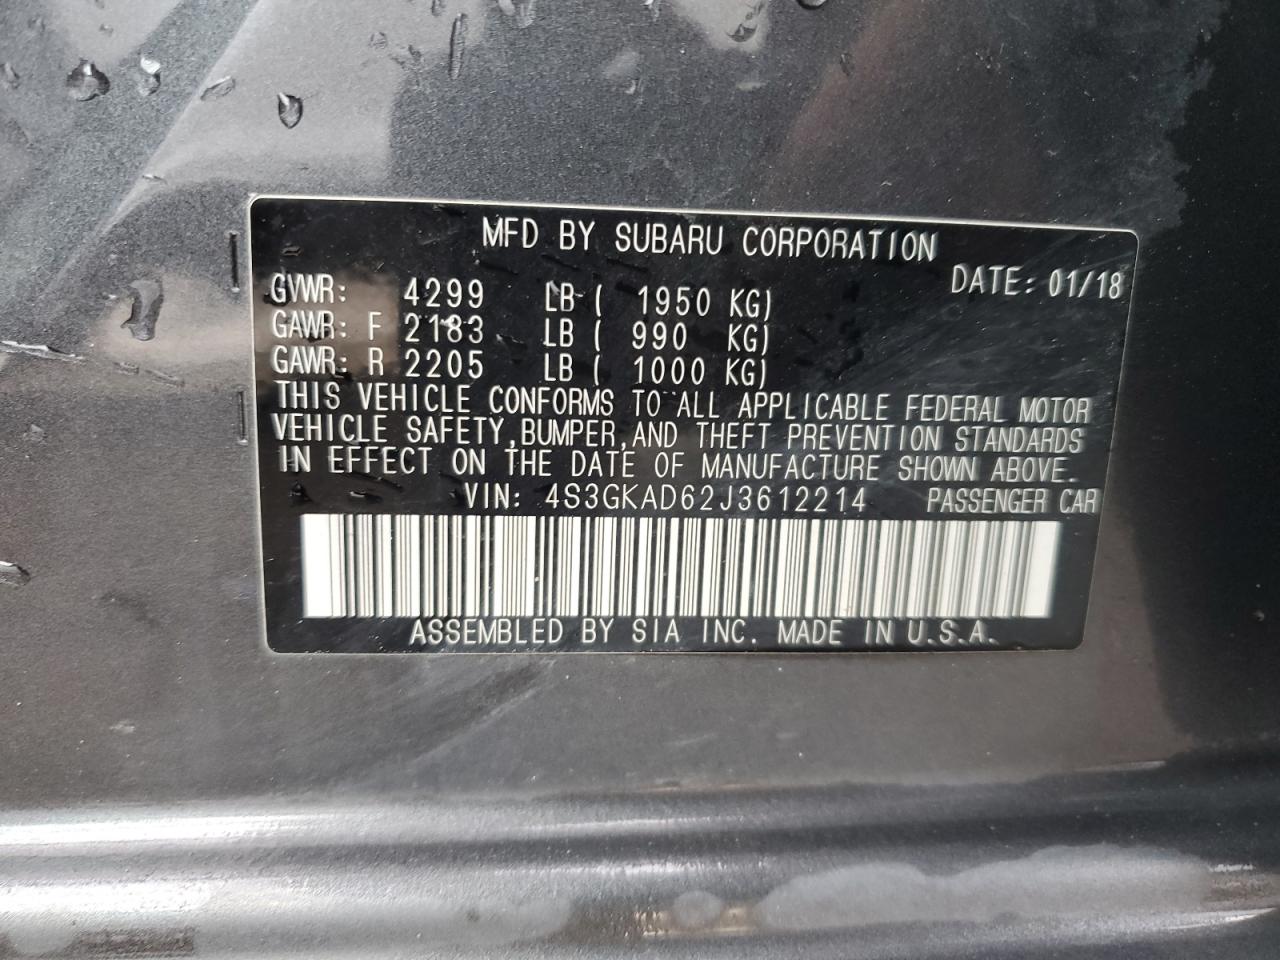 MFD BY SUBARU CORPORATION
DATE: 01/18
GVWR: 4299 LB ( 1950 KG)
GAWR: F 2183 LB ( 990 KG)
GAWR: R 2205 LB ( 1000 KG)
THIS VEHICLE CONFORMS TO ALL APPLICABLE FEDERAL MOTOR
VEHICLE SAFETY, BUMPER, AND THEFT PREVENTION STANDARDS
IN EFFECT ON THE DATE OF MANUFACTURE SHOWN ABOVE.
VIN: 4S3GKAD62J3612214 PASSENGER CAR
ASSEMBLED BY SIA INC. MADE IN U.S.A.